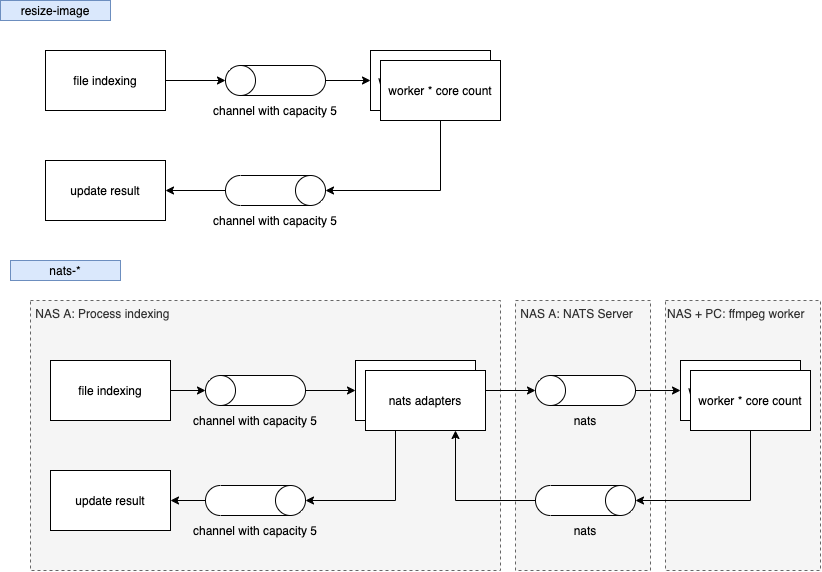 resize-image
file indexing
channel with capacity 5
worker * core count
update result
channel with capacity 5
nats-*
NAS A: Process indexing
NAS A: NATS Server
NAS + PC: ffmpeg worker
file indexing
channel with capacity 5
nats adapters
nats
worker * core count
update result
channel with capacity 5
nats